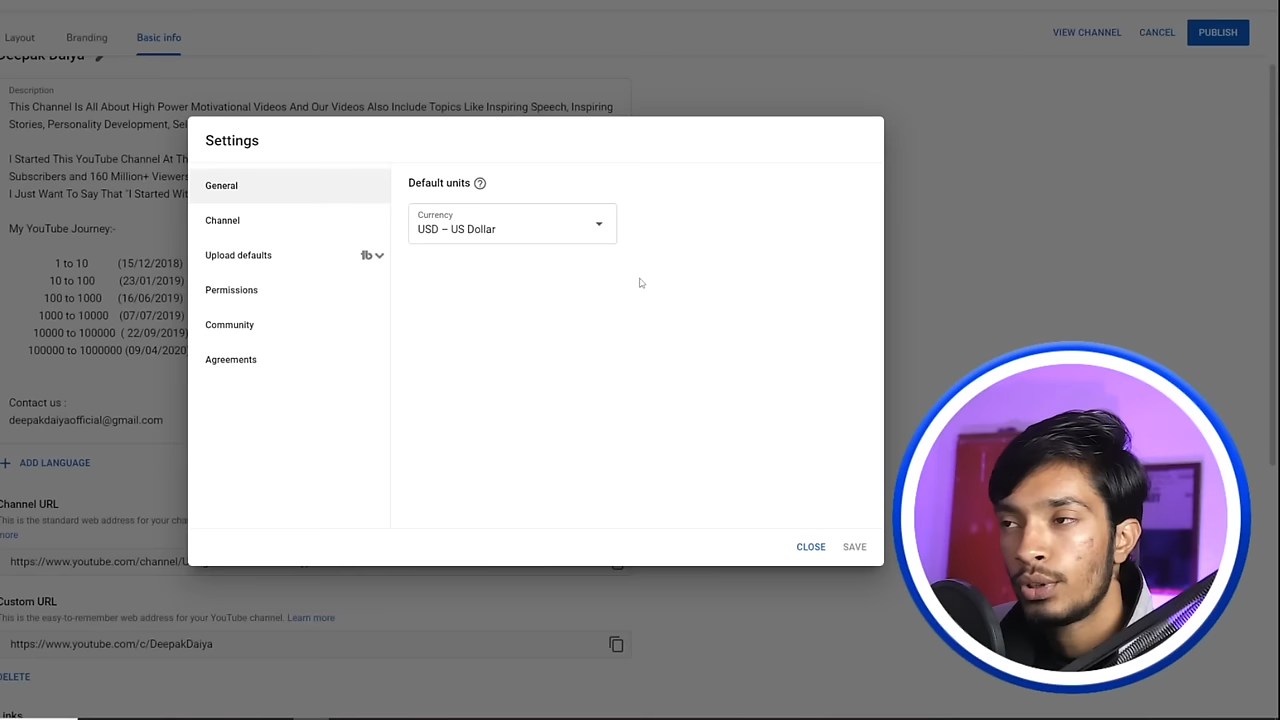 Layout
Branding
Basic info
VIEW CHANNEL
CANCEL
PUBLISH
Deepak Daiya
Description
This Channel Is All About High Power Motivational Videos And Our Videos Also Include Topics Like Inspiring Speech, Inspiring
Stories, Personality Development,
I Started This YouTube Channel At
Subscribers and 160 Million+ Viewers
I Just Want To Say That "I Started
My YouTube Journey:-
1 to 10 (15/12/2018)
10 to 100 (23/01/2019)
100 to 1000 (16/06/2019)
1000 to 10000 (07/07/2019)
10000 to 100000 ( 22/09/2019)
100000 to 1000000 (09/04/2020)
Contact us :
deepakdaiyaofficial@gmail.com
ADD LANGUAGE
Channel URL
This is the standard web address for your
more
https://www.youtube.com/channel/
Custom URL
This is the easy-to-remember web address for your YouTube channel. Learn more
https://www.youtube.com/c/DeepakDaiya
DELETE
Links
Settings
General
Channel
Upload defaults
Permissions
Community
Agreements
Default units
Currency
USD – US Dollar
CLOSE
SAVE